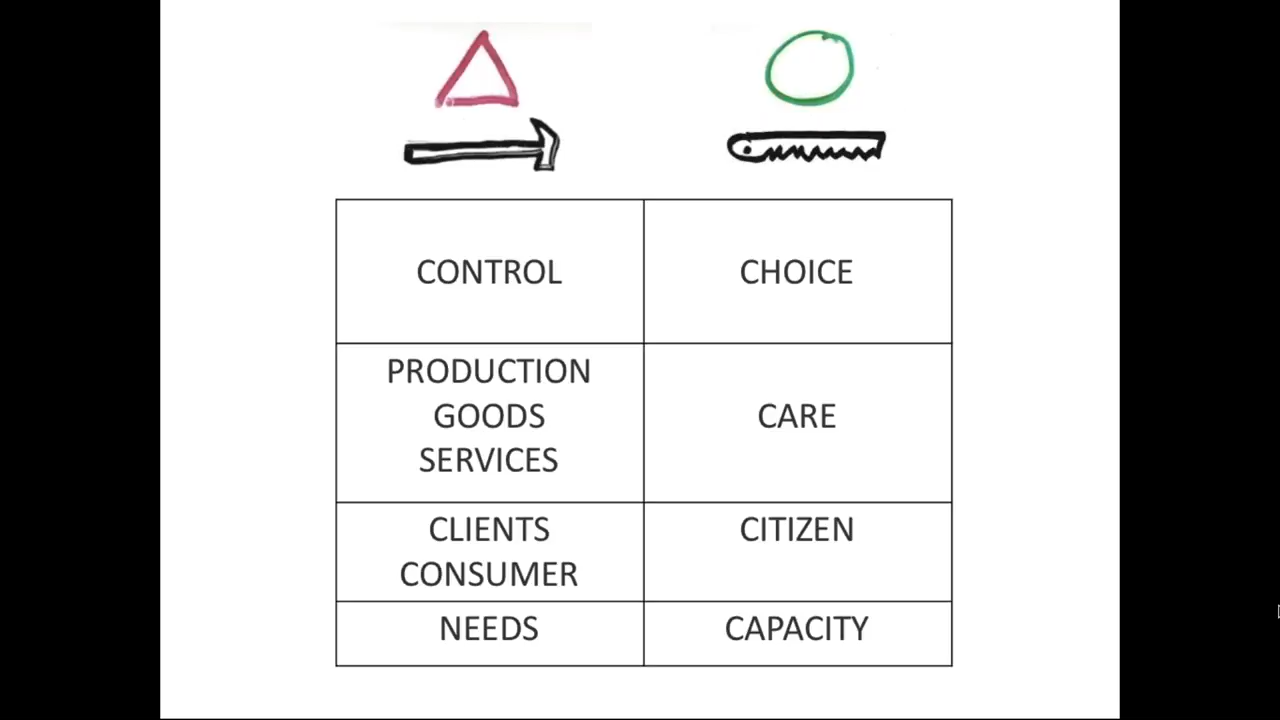 CONTROL
CHOICE
PRODUCTION
GOODS
SERVICES
CARE
CLIENTS
CONSUMER
CITIZEN
NEEDS
CAPACITY